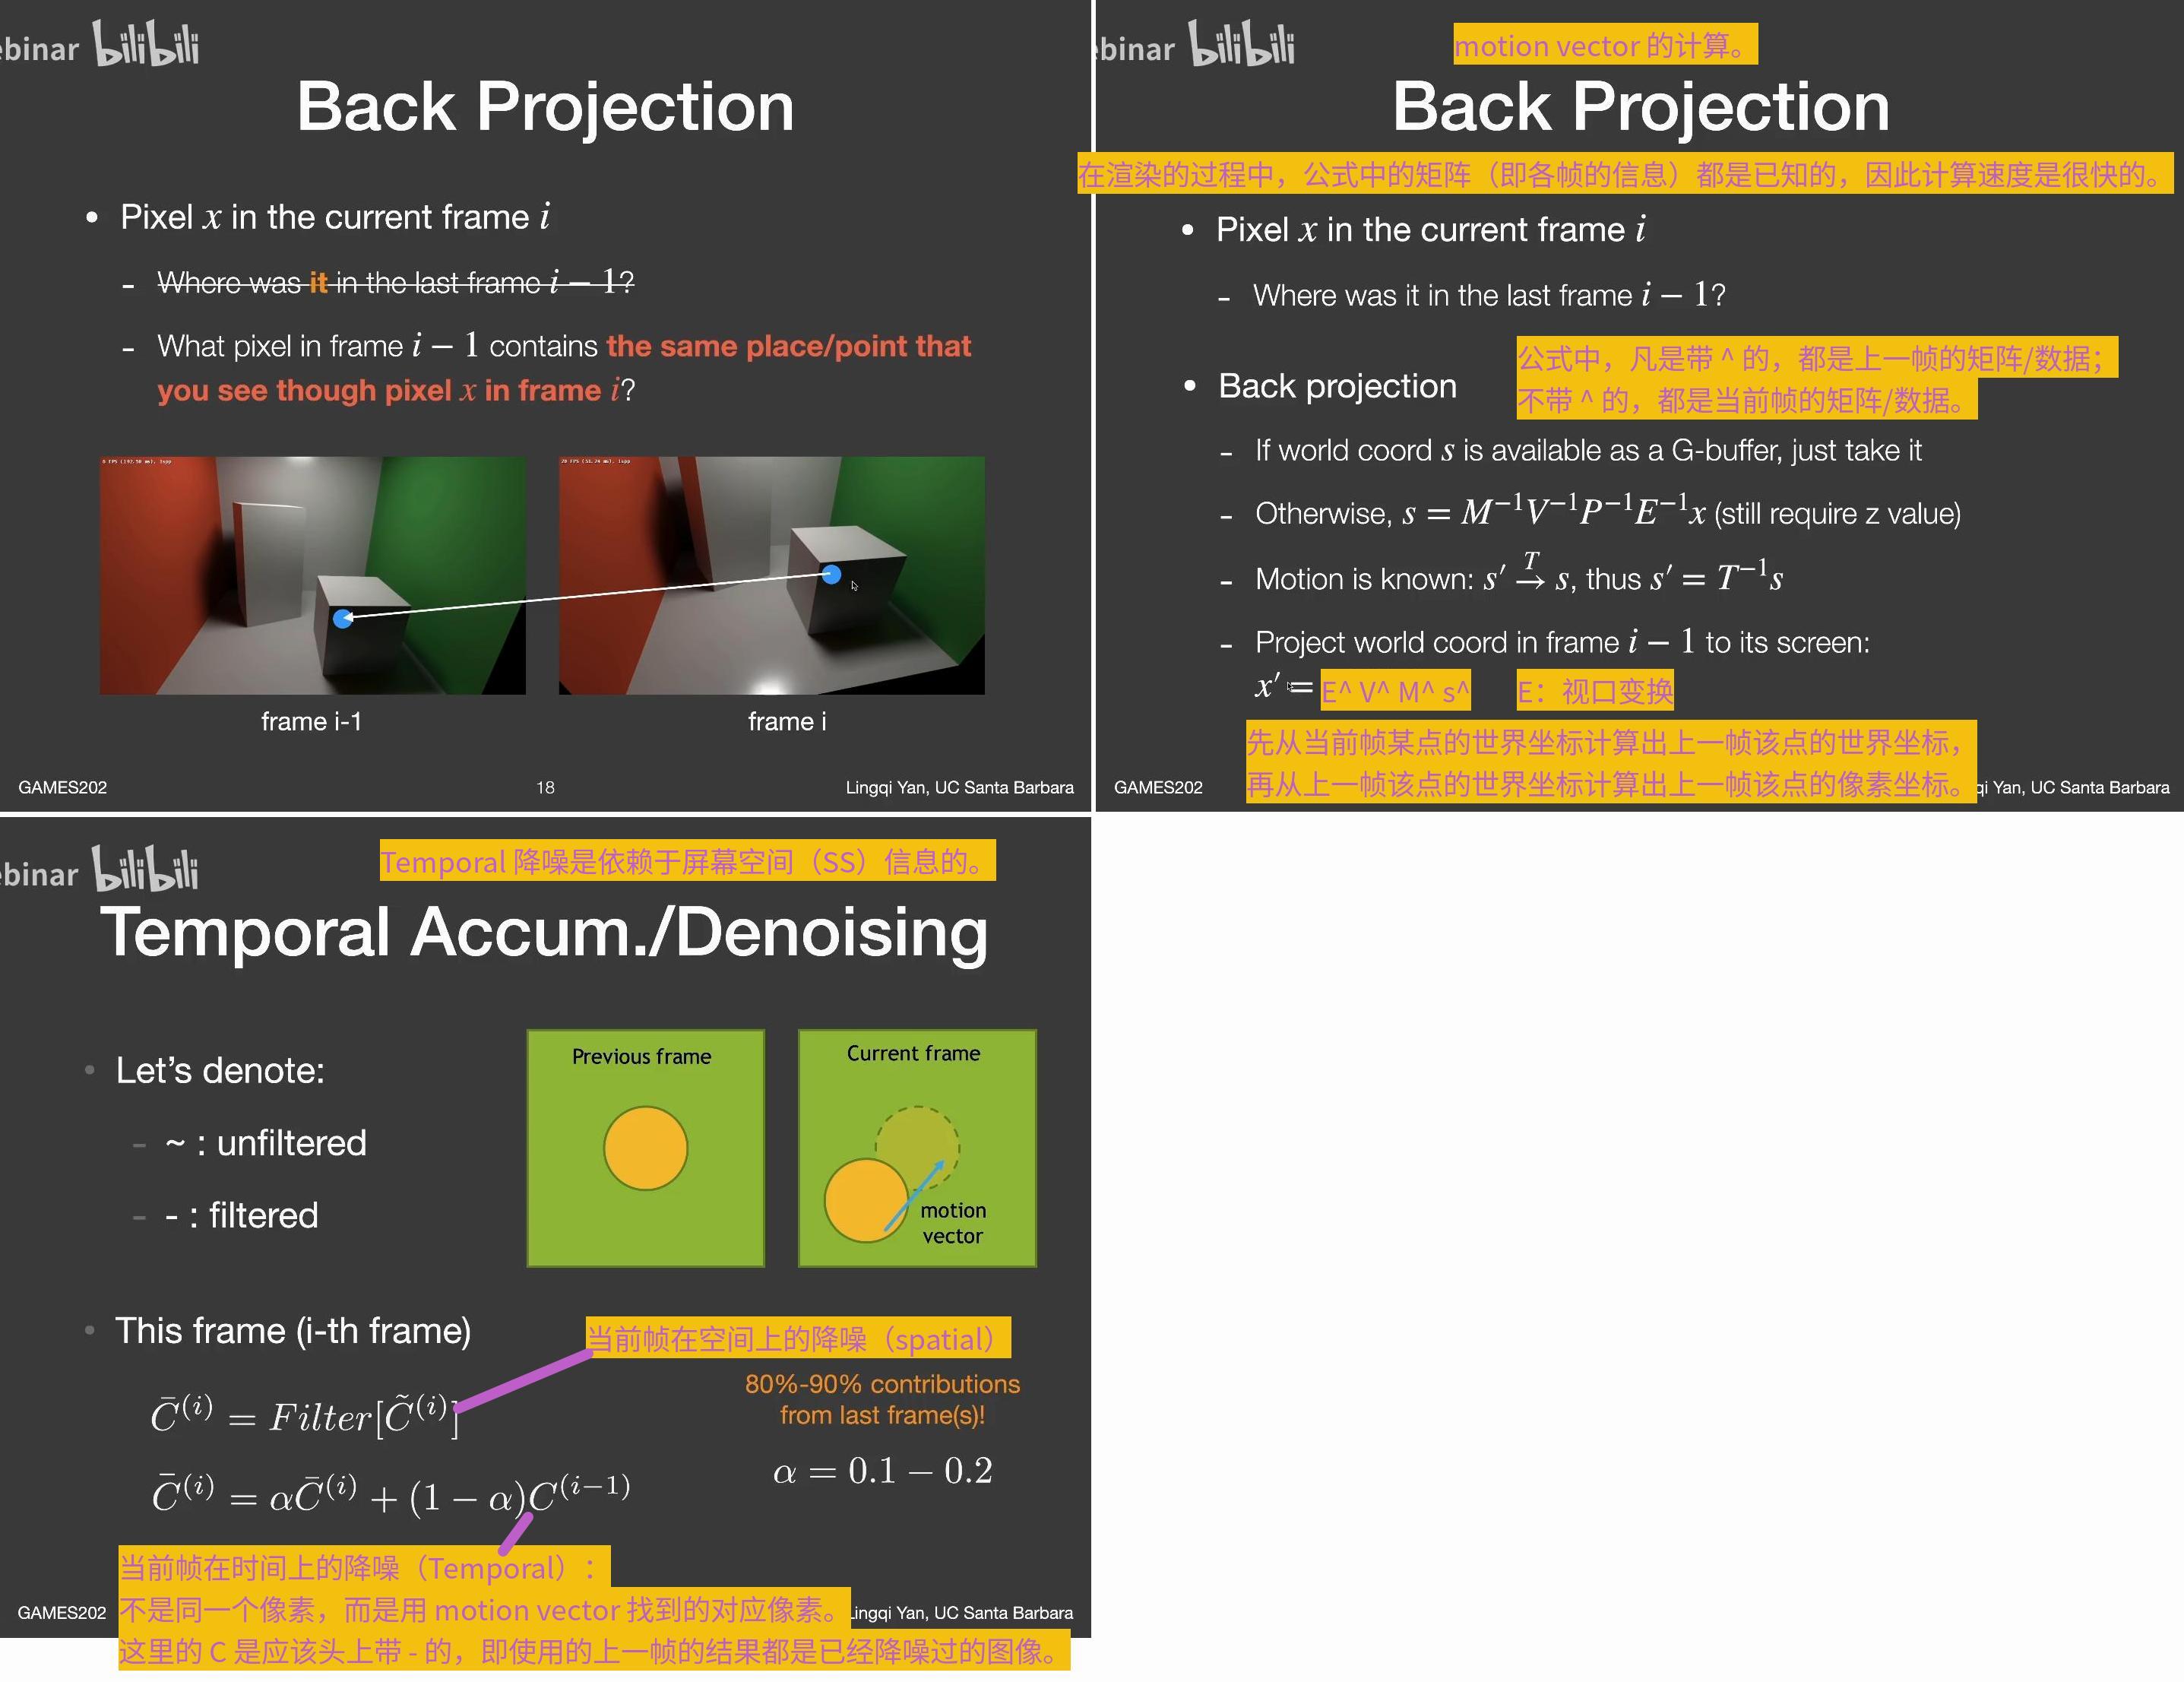 ebinar bilibili
Back Projection
• Pixel x in the current frame i
- Where was it in the last frame i − 1?
- What pixel in frame i − 1 contains the same place/point that
you see though pixel x in frame i?
frame i-1
frame i
GAMES202
18
Lingqi Yan, UC Santa Barbara
binar bilibili
motion vector 的计算。
Back Projection
在渲染的过程中，公式中的矩阵（即各帧的信息）都是已知的，因此计算速度是很快的。
• Pixel x in the current frame i
- Where was it in the last frame i − 1?
公式中，凡是带 ^ 的，都是上一帧的矩阵/数据；
不带 ^ 的，都是当前帧的矩阵/数据。
• Back projection
- If world coord s is available as a G-buffer, just take it
- Otherwise, s = M⁻¹V⁻¹P⁻¹E⁻¹x (still require z value)
- Motion is known: s′ →(T) s, thus s′ = T⁻¹s
- Project world coord in frame i − 1 to its screen:
x′ = E^ V^ M^ s^
E：视口变换
先从当前帧某点的世界坐标计算出上一帧该点的世界坐标，
再从上一帧该点的世界坐标计算出上一帧该点的像素坐标。
GAMES202
qi Yan, UC Santa Barbara
binar bilibili
Temporal 降噪是依赖于屏幕空间（SS）信息的。
Temporal Accum./Denoising
• Let’s denote:
- ~ : unfiltered
- - : filtered
Previous frame
Current frame
motion
vector
• This frame (i-th frame)
当前帧在空间上的降噪（spatial）
80%-90% contributions
from last frame(s)!
C̄⁽ⁱ⁾ = Filter[C̃⁽ⁱ⁾]
α = 0.1 − 0.2
C̄⁽ⁱ⁾ = αC̄⁽ⁱ⁾ + (1 − α)C⁽ⁱ⁻¹⁾
当前帧在时间上的降噪（Temporal）：
不是同一个像素，而是用 motion vector 找到的对应像素。
这里的 C 是应该头上带 - 的，即使用的上一帧的结果都是已经降噪过的图像。
GAMES202
Lingqi Yan, UC Santa Barbara